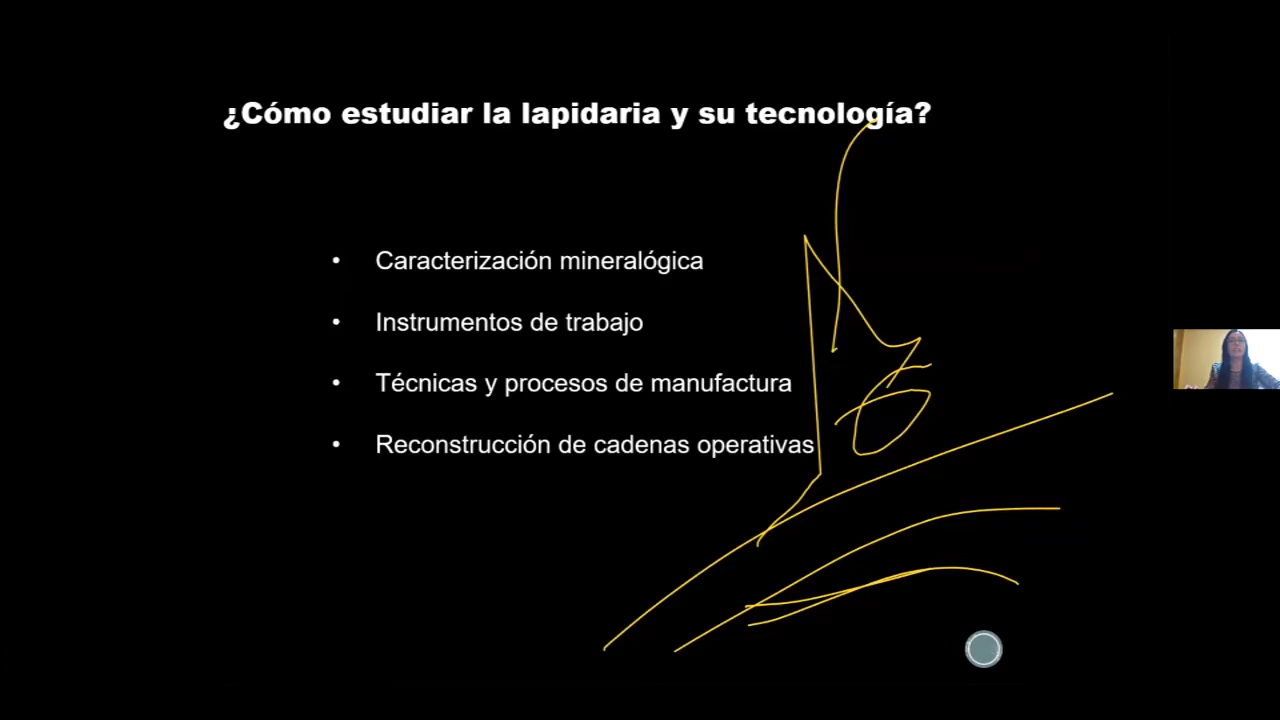 ¿Cómo estudiar la lapidaria y su tecnología?
• Caracterización mineralógica
• Instrumentos de trabajo
• Técnicas y procesos de manufactura
• Reconstrucción de cadenas operativas